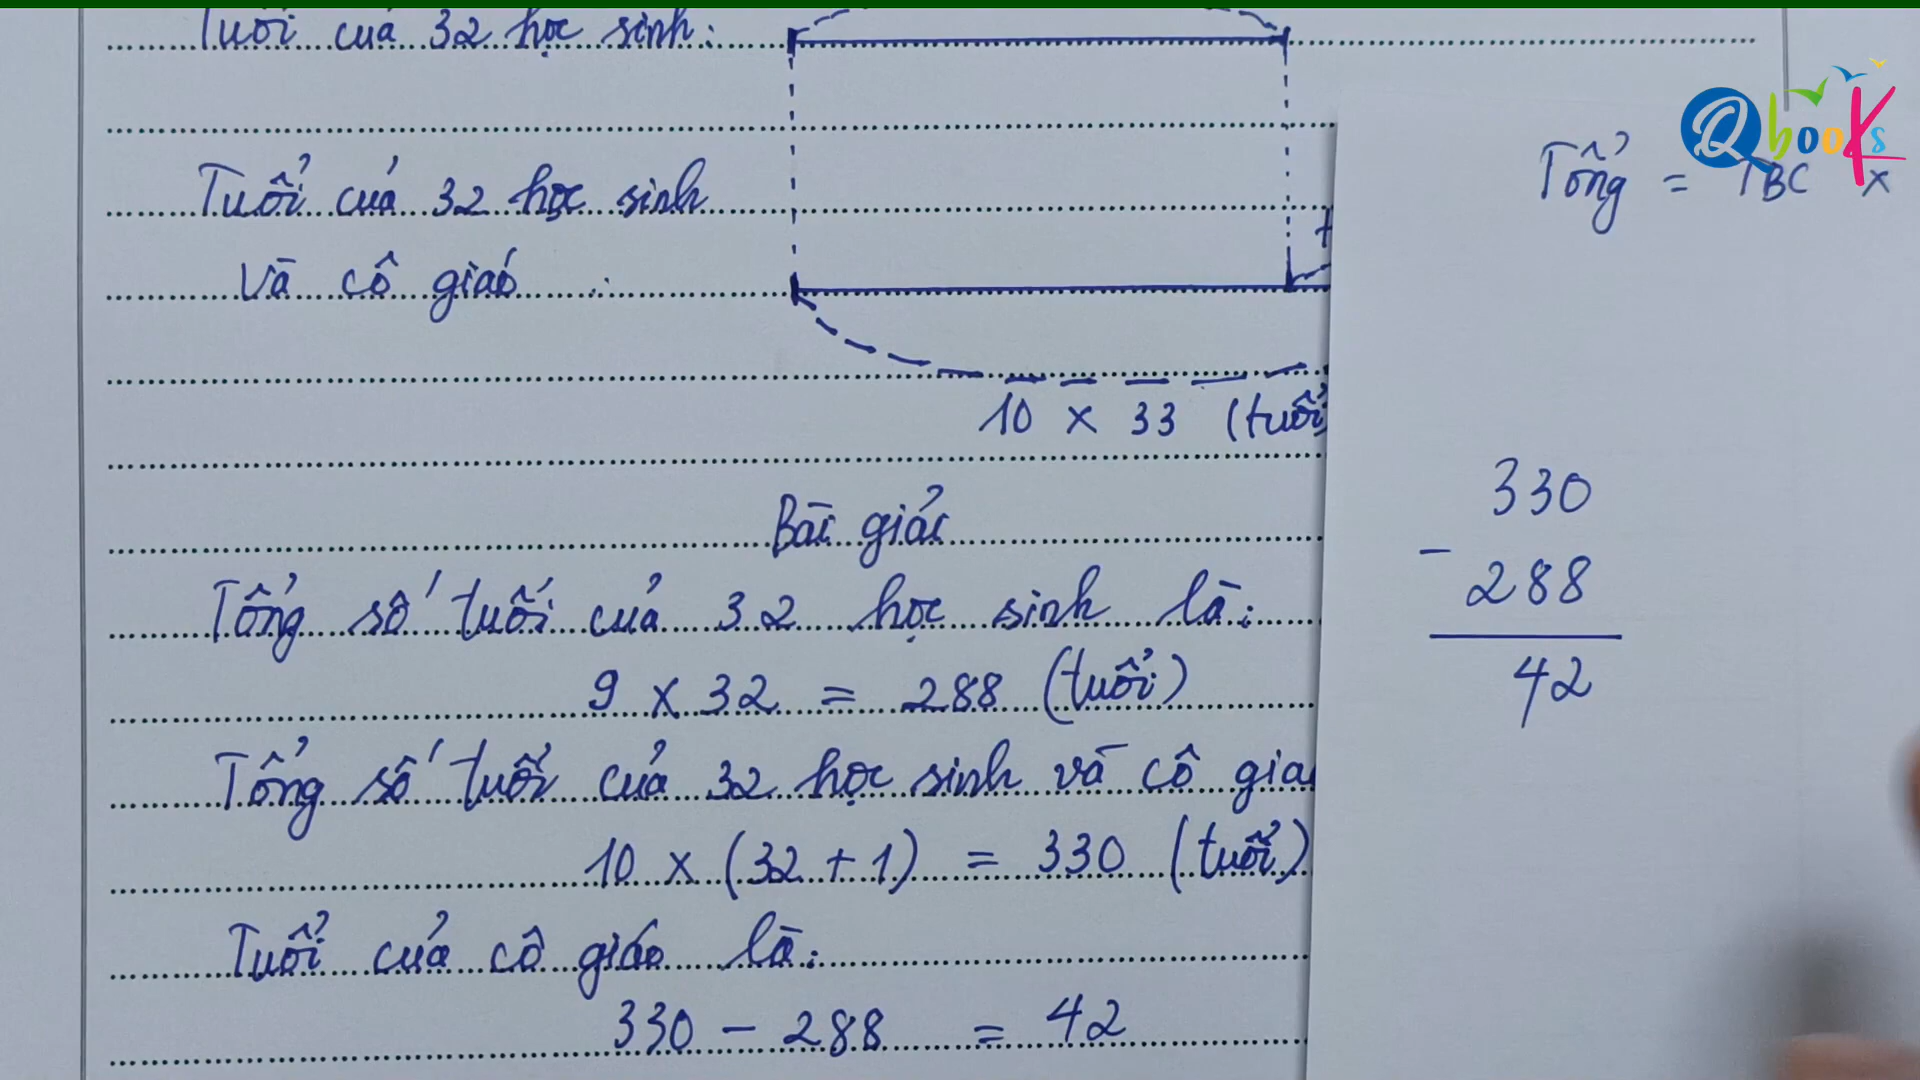 Tuổi của 32 học sinh:
Tuổi của 32 học sinh
và cô giáo :
10 x 33 (tuổi
Bài giải
Tổng số tuổi của 32 học sinh là:
9 x 32 = 288 (tuổi)
Tổng số tuổi của 32 học sinh và cô giá
10 x (32 + 1) = 330 (tuổi)
Tuổi của cô giáo là:
330 - 288 = 42
Qbooks
Tổng = TBC x
330
- 288
42